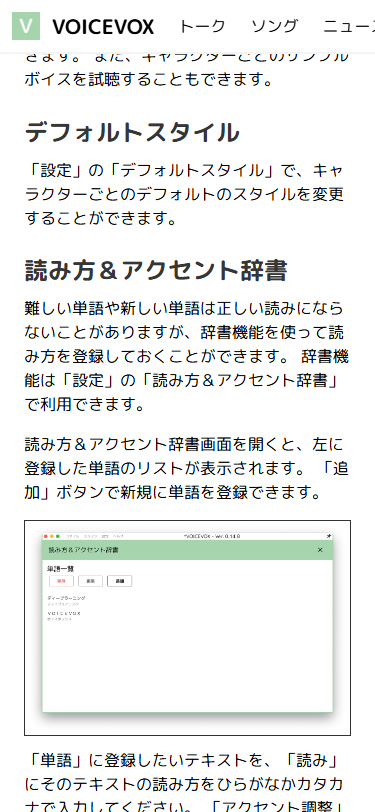 V VOICEVOX トーク ソング ニュース
きます。 また、キャラクターごとのサンプル
ボイスを試聴することもできます。
デフォルトスタイル
「設定」の「デフォルトスタイル」で、キャ
ラクターごとのデフォルトのスタイルを変更
することができます。
読み方＆アクセント辞書
難しい単語や新しい単語は正しい読みになら
ないことがありますが、辞書機能を使って読
み方を登録しておくことができます。 辞書機
能は「設定」の「読み方＆アクセント辞書」
で利用できます。
読み方＆アクセント辞書画面を開くと、左に
登録した単語のリストが表示されます。 「追
加」ボタンで新規に単語を登録できます。
*VOICEVOX - Ver. 0.14.8
読み方＆アクセント辞書
単語一覧
ディープラーニング
ディープラーニング
ＶＯＩＣＥＶＯＸ
ボイスボックス
「単語」に登録したいテキストを、「読み」
にそのテキストの読み方をひらがなかカタカ
ナで入力してください。 「アクセント調整」